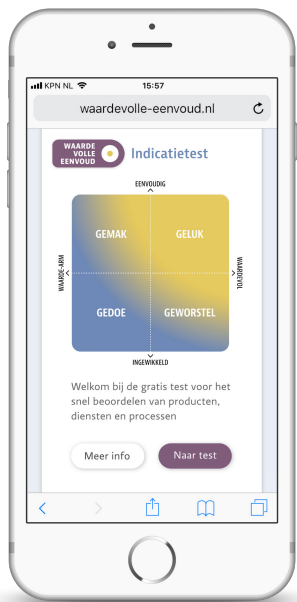 KPN NL
15:57
waardevolle-eenvoud.nl
WAARDE
VOLLE
EENVOUD
Indicatietest
EENVOUDIG
GEMAK
GELUK
WAARDE-ARM
WAARDEVOL
GEDOE
GEWORSTEL
INGEWIKKELD
Welkom bij de gratis test voor het
snel beoordelen van producten,
diensten en processen
Meer info
Naar test